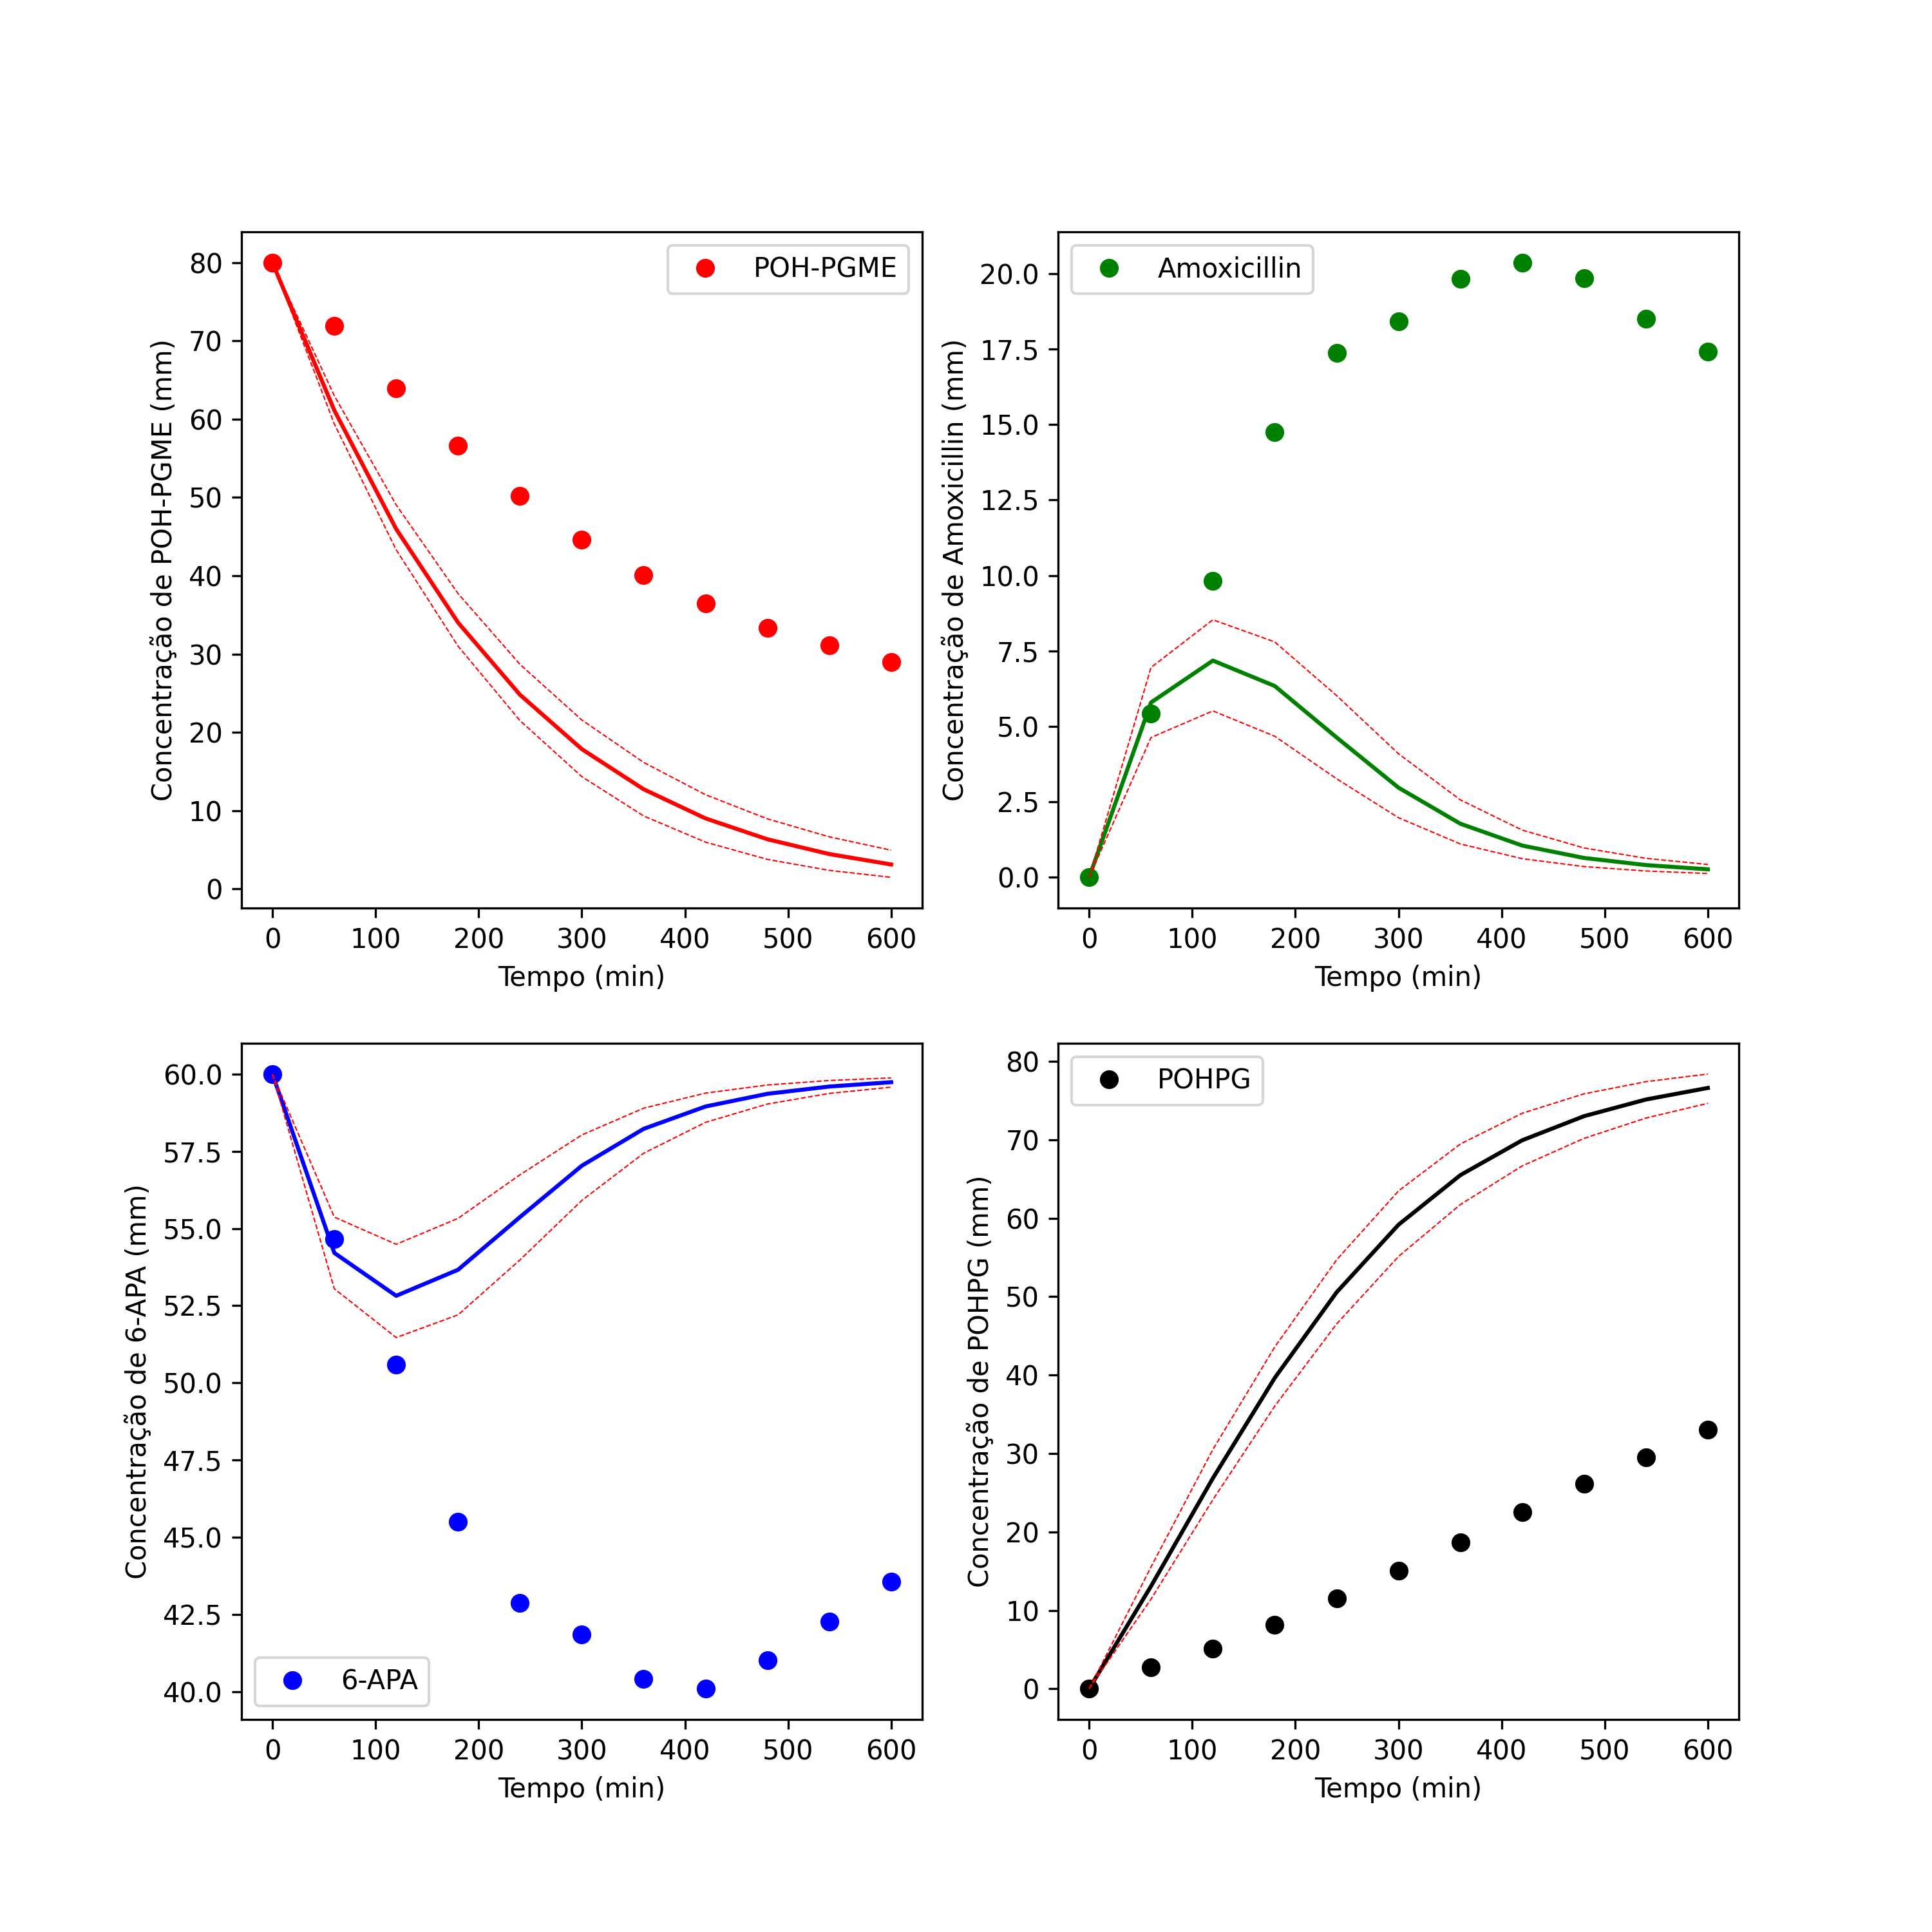 POH-PGME
Concentração de POH-PGME (mm)
80
70
60
50
40
30
20
10
0
0 100 200 300 400 500 600
Tempo (min)
Amoxicillin
Concentração de Amoxicillin (mm)
20.0
17.5
15.0
12.5
10.0
7.5
5.0
2.5
0.0
0 100 200 300 400 500 600
Tempo (min)
6-APA
Concentração de 6-APA (mm)
60.0
57.5
55.0
52.5
50.0
47.5
45.0
42.5
40.0
0 100 200 300 400 500 600
Tempo (min)
POHPG
Concentração de POHPG (mm)
80
70
60
50
40
30
20
10
0
0 100 200 300 400 500 600
Tempo (min)